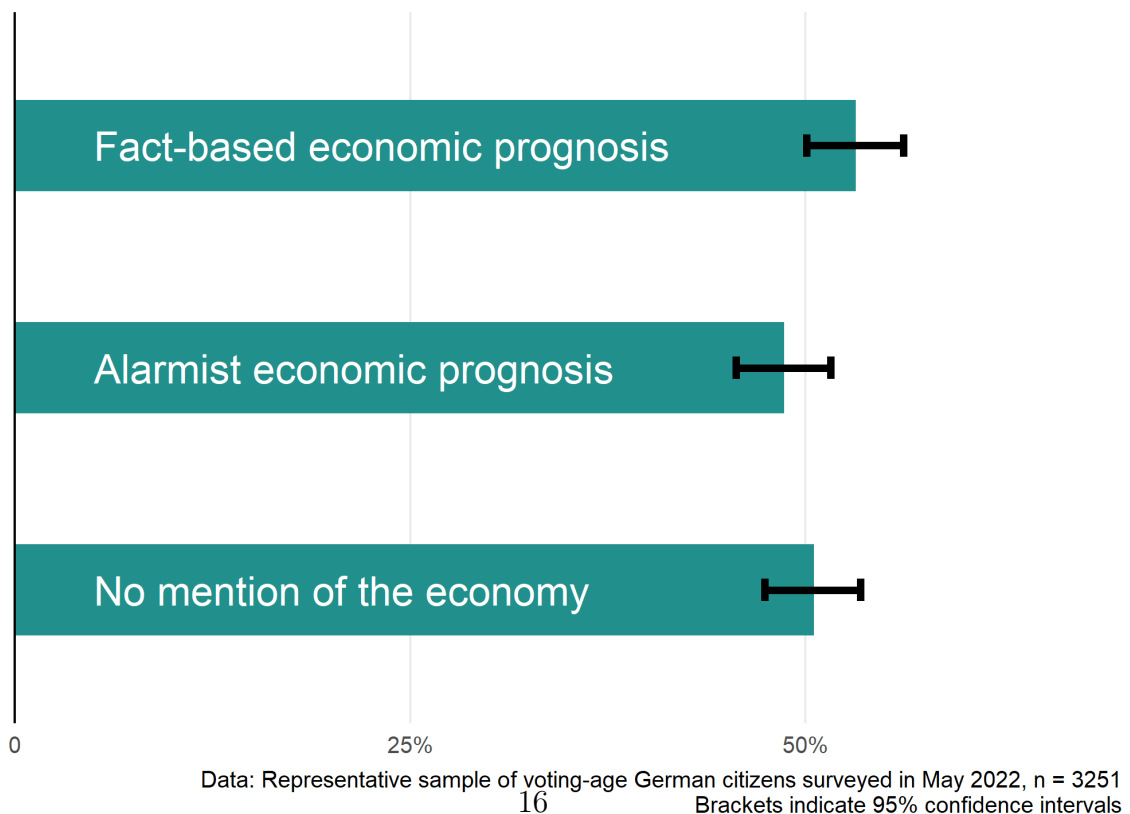 Fact-based economic prognosis
Alarmist economic prognosis
No mention of the economy
0 25% 50%
Data: Representative sample of voting-age German citizens surveyed in May 2022, n = 3251
16 Brackets indicate 95% confidence intervals